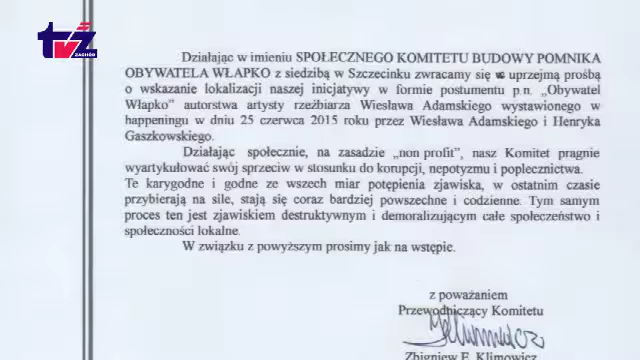 tvż
ZACHÓD
Działając w imieniu SPOŁECZNEGO KOMITETU BUDOWY POMNIKA
OBYWATELA WŁAPKO z siedzibą w Szczecinku zwracamy się w uprzejmą prośbą
o wskazanie lokalizacji naszej inicjatywy w formie postumentu p.n. „Obywatel
Włapko” autorstwa artysty rzeźbiarza Wiesława Adamskiego wystawionego w
happeningu w dniu 25 czerwca 2015 roku przez Wiesława Adamskiego i Henryka
Gaszkowskiego.
Działając społecznie, na zasadzie „non profit”, nasz Komitet pragnie
wyartykułować swój sprzeciw w stosunku do korupcji, nepotyzmu i poplecznictwa.
Te karygodne i godne ze wszech miar potępienia zjawiska, w ostatnim czasie
przybierają na sile, stają się coraz bardziej powszechne i codzienne. Tym samym
proces ten jest zjawiskiem destruktywnym i demoralizującym całe społeczeństwo i
społeczności lokalne.
W związku z powyższym prosimy jak na wstępie.
z poważaniem
Przewodniczący Komitetu
Zbigniew E. Klimowicz